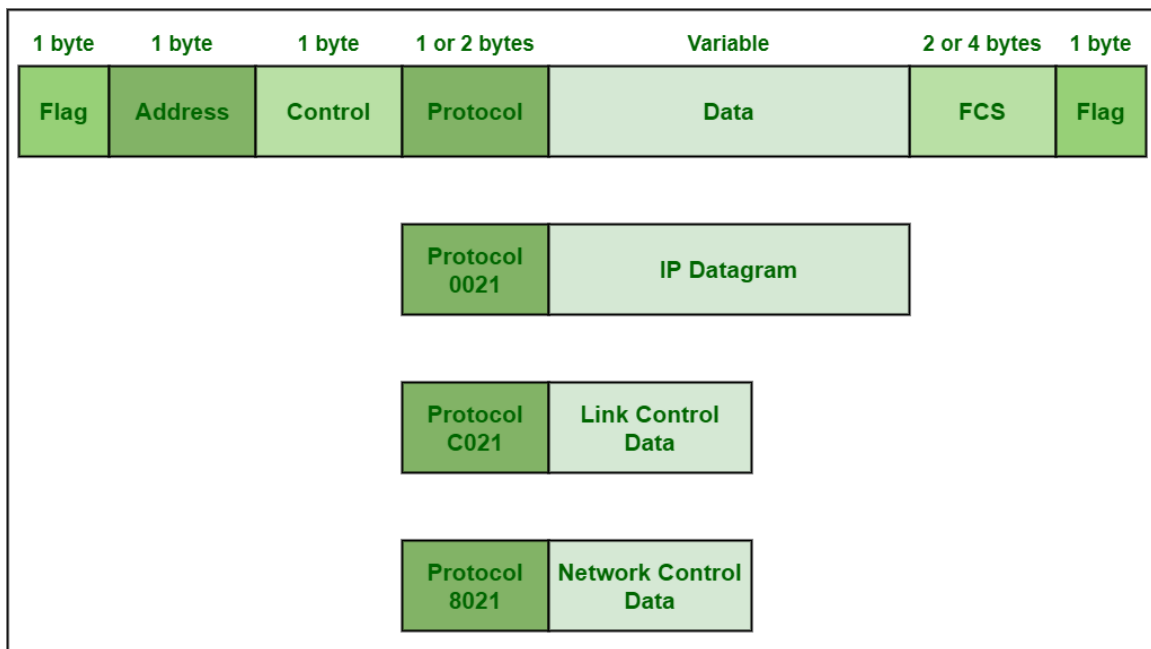 1 byte 1 byte 1 byte 1 or 2 bytes Variable 2 or 4 bytes 1 byte
Flag Address Control Protocol Data FCS Flag
Protocol
0021
IP Datagram
Protocol
C021
Link Control
Data
Protocol
8021
Network Control
Data